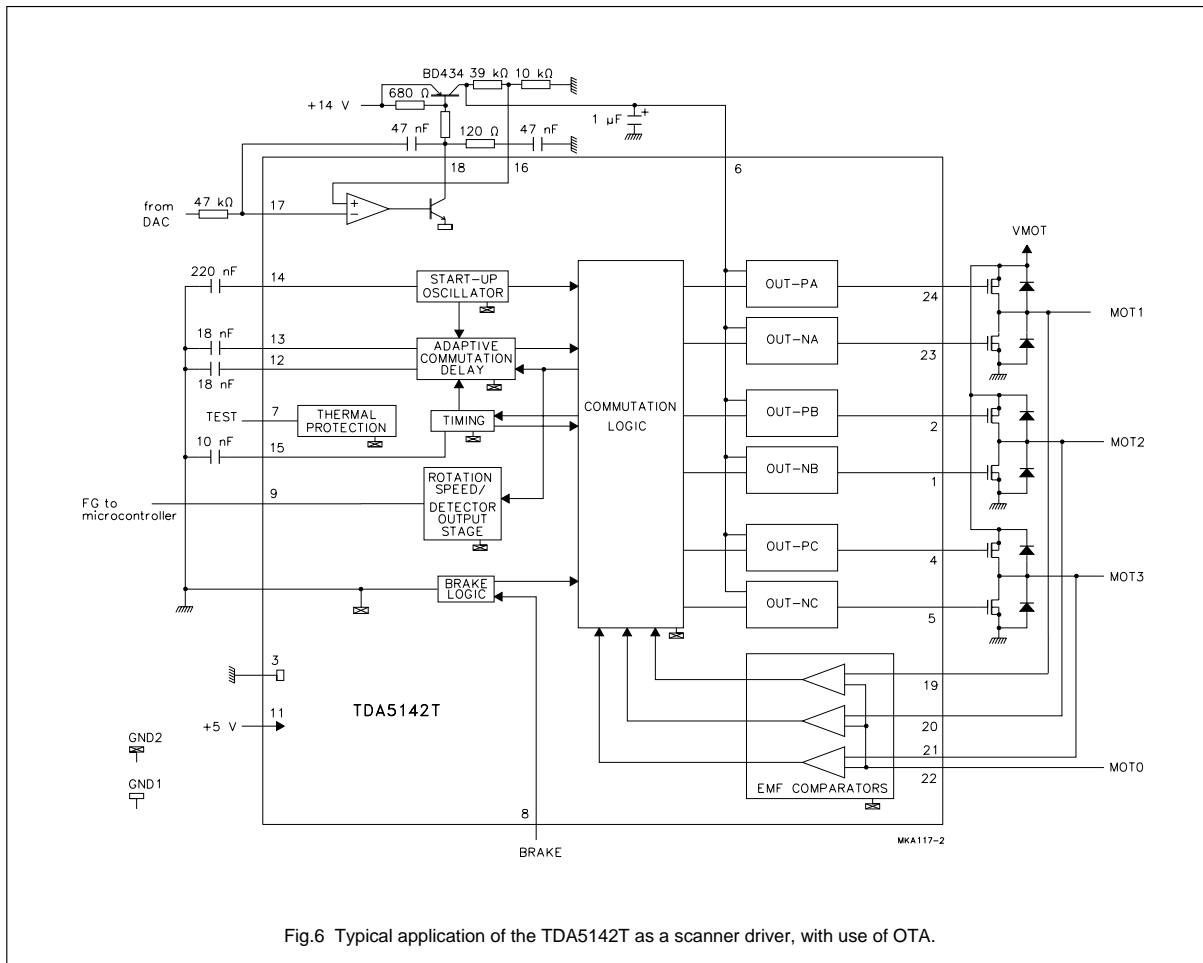 BD434 39 kΩ 10 kΩ
680 Ω
+14 V
1 µF +
47 nF 120 Ω 47 nF
18 16 6
from
DAC
47 kΩ
17
+
−
VMOT
220 nF 14
START-UP
OSCILLATOR
OUT-PA
24
MOT1
18 nF 13
12
18 nF
ADAPTIVE
COMMUTATION
DELAY
OUT-NA
23
COMMUTATION
LOGIC
TEST 7
THERMAL
PROTECTION
TIMING
OUT-PB
2
MOT2
10 nF 15
OUT-NB
1
FG to
microcontroller
9
ROTATION
SPEED/
DETECTOR
OUTPUT
STAGE
OUT-PC
4
MOT3
BRAKE
LOGIC
OUT-NC
5
3
19
TDA5142T
11
+5 V
20
21
22
MOT0
GND2
GND1
EMF COMPARATORS
8
BRAKE
MKA117-2
Fig.6 Typical application of the TDA5142T as a scanner driver, with use of OTA.